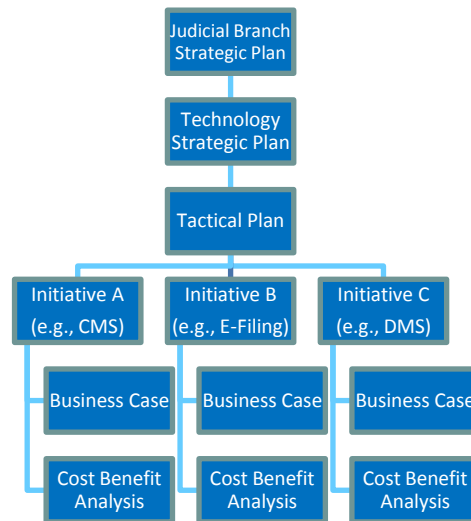 Judicial Branch
Strategic Plan
Technology
Strategic Plan
Tactical Plan
Initiative A
(e.g., CMS)
Initiative B
(e.g., E-Filing)
Initiative C
(e.g., DMS)
Business Case
Business Case
Business Case
Cost Benefit
Analysis
Cost Benefit
Analysis
Cost Benefit
Analysis